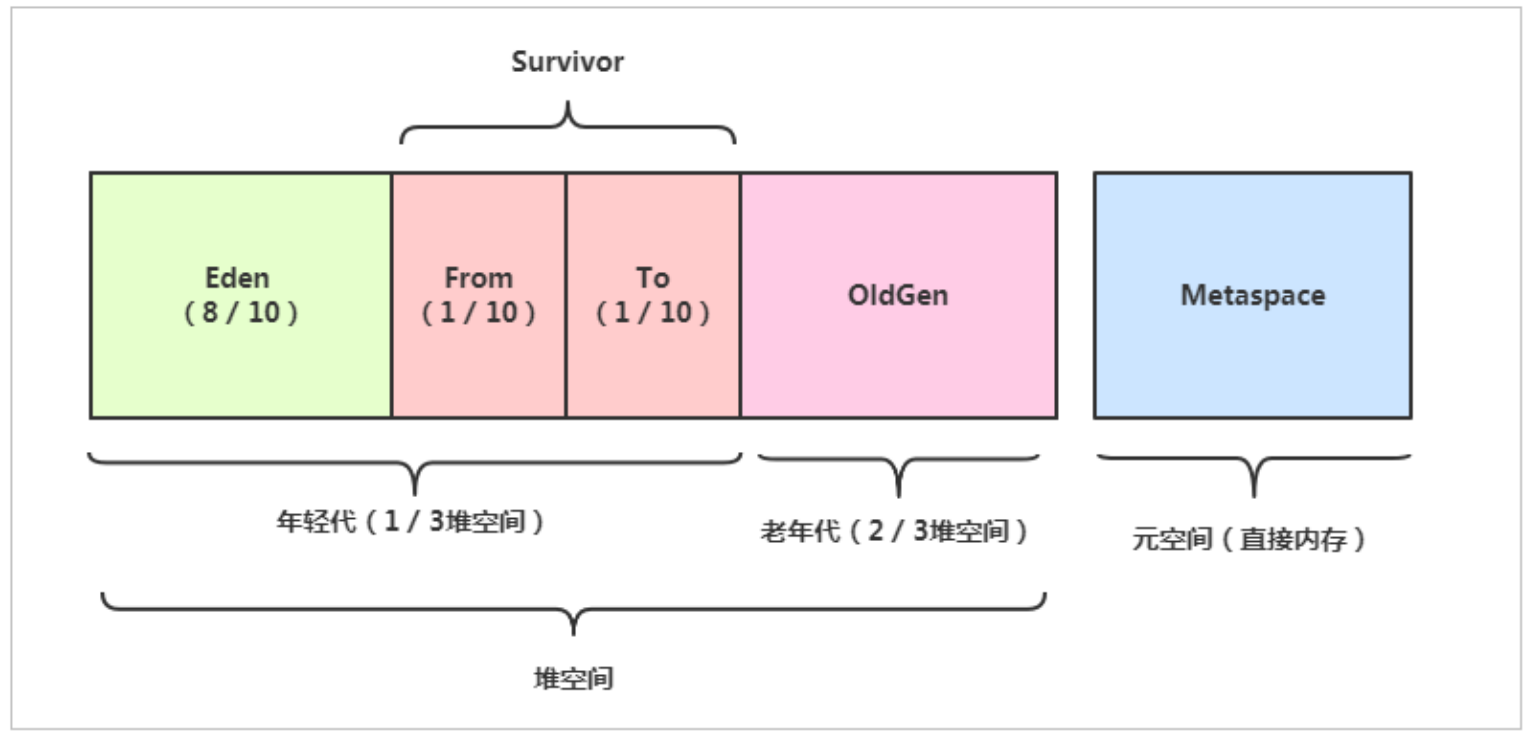 Survivor
Eden
（8 / 10）
From
（1 / 10）
To
（1 / 10）
OldGen
Metaspace
年轻代（1 / 3堆空间）
老年代（2 / 3堆空间）
元空间（直接内存）
堆空间